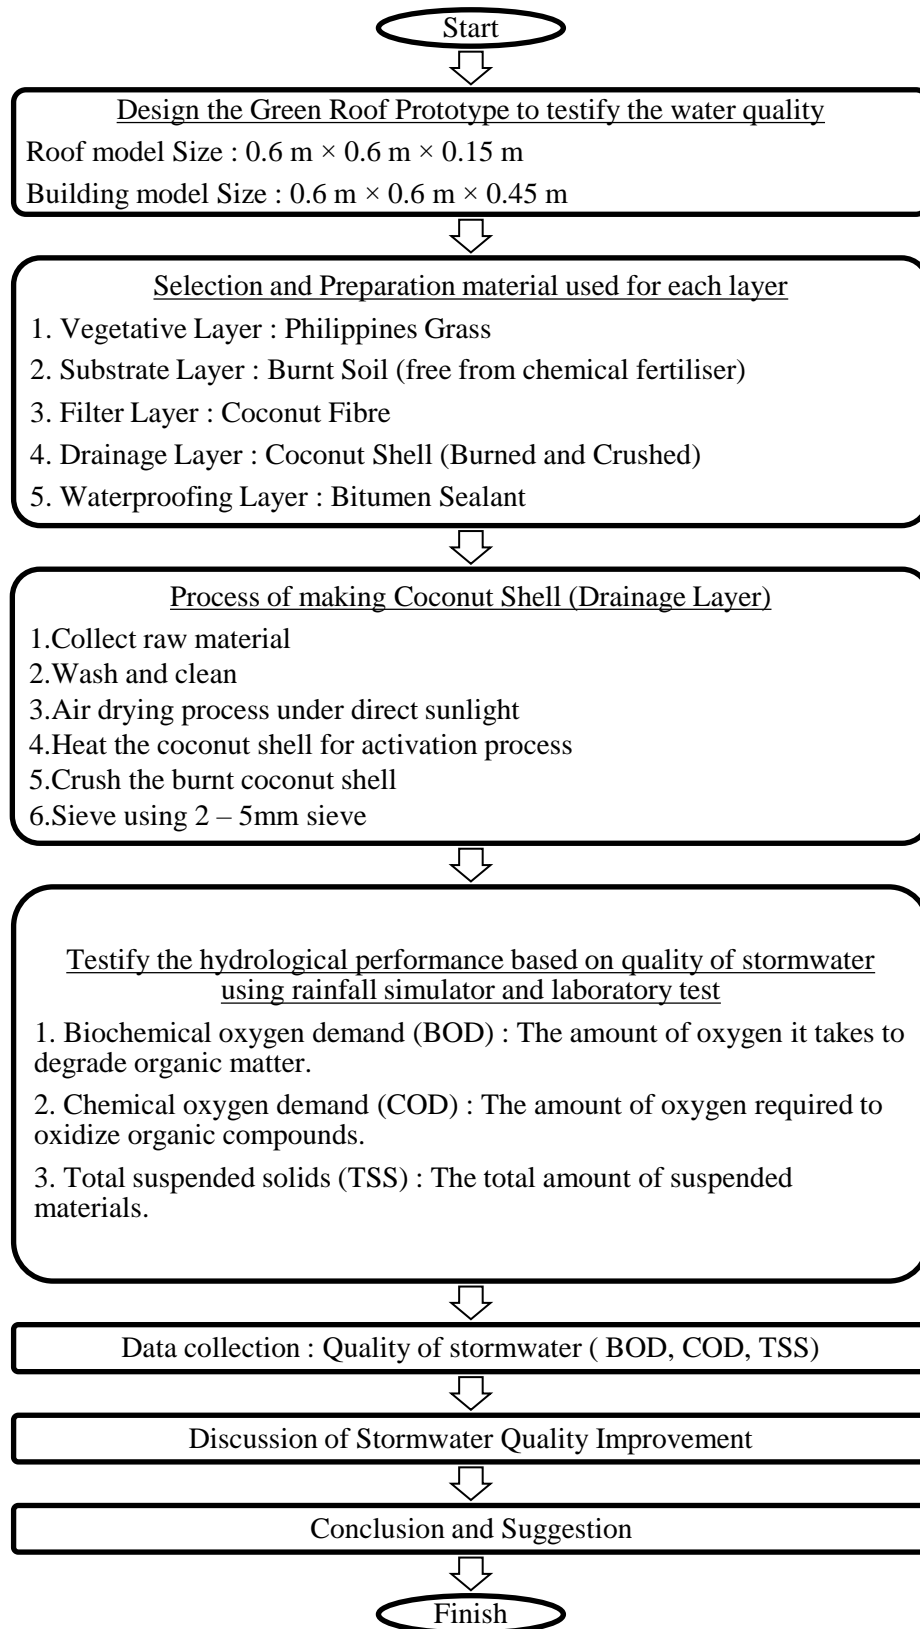 Start
Design the Green Roof Prototype to testify the water quality
Roof model Size : 0.6 m × 0.6 m × 0.15 m
Building model Size : 0.6 m × 0.6 m × 0.45 m
Selection and Preparation material used for each layer
1. Vegetative Layer : Philippines Grass
2. Substrate Layer : Burnt Soil (free from chemical fertiliser)
3. Filter Layer : Coconut Fibre
4. Drainage Layer : Coconut Shell (Burned and Crushed)
5. Waterproofing Layer : Bitumen Sealant
Process of making Coconut Shell (Drainage Layer)
1.Collect raw material
2.Wash and clean
3.Air drying process under direct sunlight
4.Heat the coconut shell for activation process
5.Crush the burnt coconut shell
6.Sieve using 2 – 5mm sieve
Testify the hydrological performance based on quality of stormwater
using rainfall simulator and laboratory test
1. Biochemical oxygen demand (BOD) : The amount of oxygen it takes to
degrade organic matter.
2. Chemical oxygen demand (COD) : The amount of oxygen required to
oxidize organic compounds.
3. Total suspended solids (TSS) : The total amount of suspended
materials.
Data collection : Quality of stormwater ( BOD, COD, TSS)
Discussion of Stormwater Quality Improvement
Conclusion and Suggestion
Finish